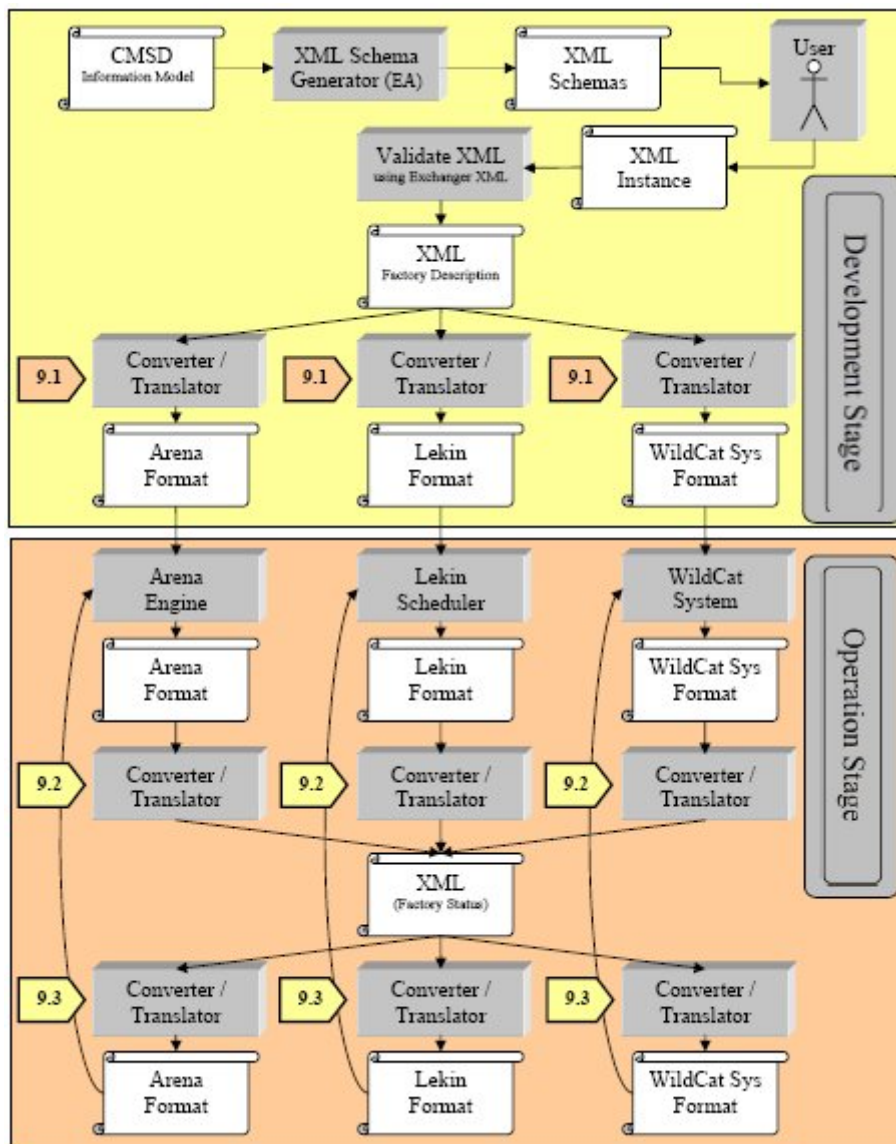 CMSD
Information Model
XML Schema
Generator (EA)
XML
Schemas
User
Validate XML
using Exchanger XML
XML
Instance
XML
Factory Description
Development Stage
9.1
Converter /
Translator
9.1
Converter /
Translator
9.1
Converter /
Translator
Arena
Format
Lekin
Format
WildCat Sys
Format
Arena
Engine
Lekin
Scheduler
WildCat
System
Operation Stage
Arena
Format
Lekin
Format
WildCat Sys
Format
9.2
Converter /
Translator
9.2
Converter /
Translator
9.2
Converter /
Translator
XML
(Factory Status)
9.3
Converter /
Translator
9.3
Converter /
Translator
9.3
Converter /
Translator
Arena
Format
Lekin
Format
WildCat Sys
Format